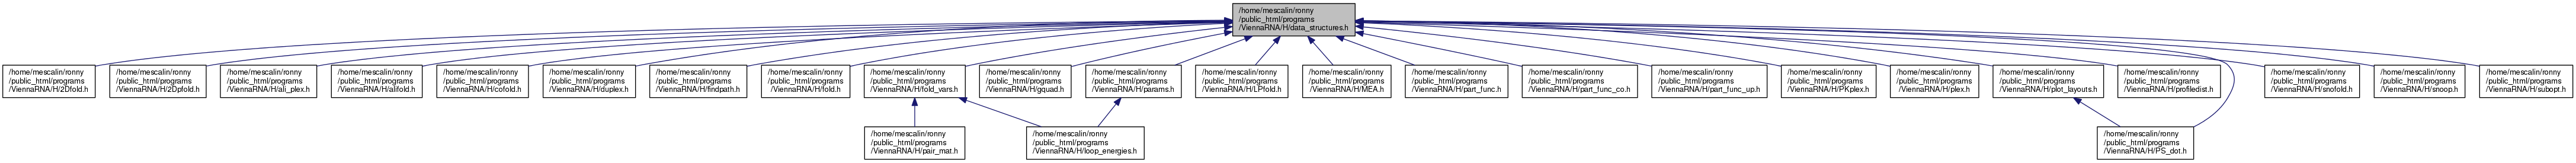 /home/mescalin/ronny
/public_html/programs
/ViennaRNA/H/data_structures.h
/home/mescalin/ronny
/public_html/programs
/ViennaRNA/H/2Dfold.h
/home/mescalin/ronny
/public_html/programs
/ViennaRNA/H/2Dpfold.h
/home/mescalin/ronny
/public_html/programs
/ViennaRNA/H/ali_plex.h
/home/mescalin/ronny
/public_html/programs
/ViennaRNA/H/alifold.h
/home/mescalin/ronny
/public_html/programs
/ViennaRNA/H/cofold.h
/home/mescalin/ronny
/public_html/programs
/ViennaRNA/H/duplex.h
/home/mescalin/ronny
/public_html/programs
/ViennaRNA/H/findpath.h
/home/mescalin/ronny
/public_html/programs
/ViennaRNA/H/fold.h
/home/mescalin/ronny
/public_html/programs
/ViennaRNA/H/fold_vars.h
/home/mescalin/ronny
/public_html/programs
/ViennaRNA/H/gquad.h
/home/mescalin/ronny
/public_html/programs
/ViennaRNA/H/params.h
/home/mescalin/ronny
/public_html/programs
/ViennaRNA/H/LPfold.h
/home/mescalin/ronny
/public_html/programs
/ViennaRNA/H/MEA.h
/home/mescalin/ronny
/public_html/programs
/ViennaRNA/H/part_func.h
/home/mescalin/ronny
/public_html/programs
/ViennaRNA/H/part_func_co.h
/home/mescalin/ronny
/public_html/programs
/ViennaRNA/H/part_func_up.h
/home/mescalin/ronny
/public_html/programs
/ViennaRNA/H/PKplex.h
/home/mescalin/ronny
/public_html/programs
/ViennaRNA/H/plex.h
/home/mescalin/ronny
/public_html/programs
/ViennaRNA/H/plot_layouts.h
/home/mescalin/ronny
/public_html/programs
/ViennaRNA/H/profiledist.h
/home/mescalin/ronny
/public_html/programs
/ViennaRNA/H/snofold.h
/home/mescalin/ronny
/public_html/programs
/ViennaRNA/H/snoop.h
/home/mescalin/ronny
/public_html/programs
/ViennaRNA/H/subopt.h
/home/mescalin/ronny
/public_html/programs
/ViennaRNA/H/pair_mat.h
/home/mescalin/ronny
/public_html/programs
/ViennaRNA/H/loop_energies.h
/home/mescalin/ronny
/public_html/programs
/ViennaRNA/H/PS_dot.h